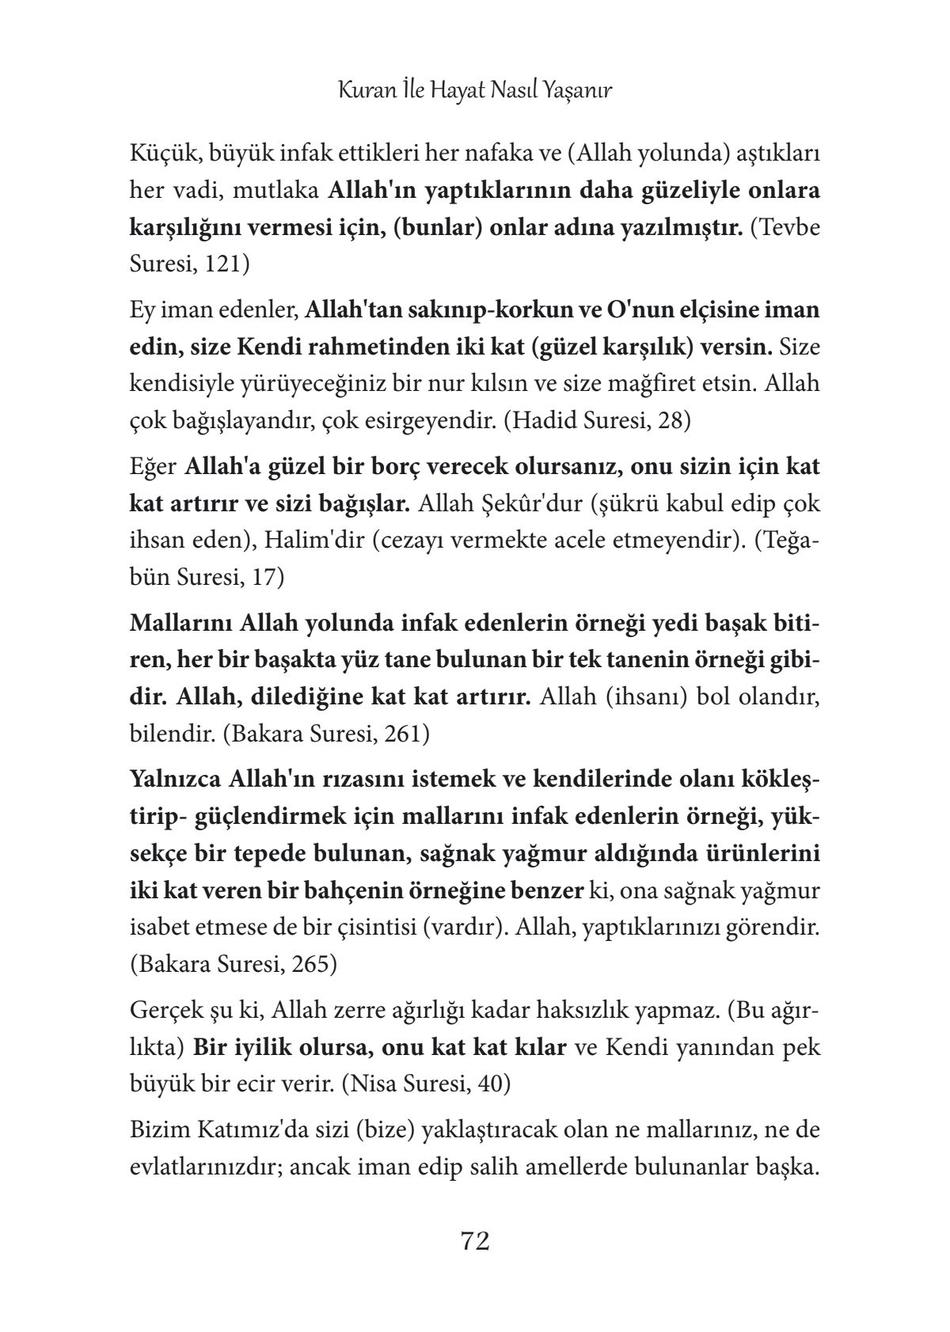 Kuran İle Hayat Nasıl Yaşanır
Küçük, büyük infak ettikleri her nafaka ve (Allah yolunda) aştıkları
her vadi, mutlaka Allah'ın yaptıklarının daha güzeliyle onlara
karşılığını vermesi için, (bunlar) onlar adına yazılmıştır. (Tevbe
Suresi, 121)
Ey iman edenler, Allah'tan sakınıp-korkun ve O'nun elçisine iman
edin, size Kendi rahmetinden iki kat (güzel karşılık) versin. Size
kendisiyle yürüyeceğiniz bir nur kılsın ve size mağfiret etsin. Allah
çok bağışlayandır, çok esirgeyendir. (Hadid Suresi, 28)
Eğer Allah'a güzel bir borç verecek olursanız, onu sizin için kat
kat artırır ve sizi bağışlar. Allah Şekûr'dur (şükrü kabul edip çok
ihsan eden), Halim'dir (cezayı vermekte acele etmeyendir). (Teğa-
bün Suresi, 17)
Mallarını Allah yolunda infak edenlerin örneği yedi başak biti-
ren, her bir başakta yüz tane bulunan bir tek tanenin örneği gibi-
dir. Allah, dilediğine kat kat artırır. Allah (ihsanı) bol olandır,
bilendir. (Bakara Suresi, 261)
Yalnızca Allah'ın rızasını istemek ve kendilerinde olanı kökleş-
tirip- güçlendirmek için mallarını infak edenlerin örneği, yük-
sekçe bir tepede bulunan, sağnak yağmur aldığında ürünlerini
iki kat veren bir bahçenin örneğine benzer ki, ona sağnak yağmur
isabet etmese de bir çisintisi (vardır). Allah, yaptıklarınızı görendir.
(Bakara Suresi, 265)
Gerçek şu ki, Allah zerre ağırlığı kadar haksızlık yapmaz. (Bu ağır-
lıkta) Bir iyilik olursa, onu kat kat kılar ve Kendi yanından pek
büyük bir ecir verir. (Nisa Suresi, 40)
Bizim Katımız'da sizi (bize) yaklaştıracak olan ne mallarınız, ne de
evlatlarınızdır; ancak iman edip salih amellerde bulunanlar başka.
72